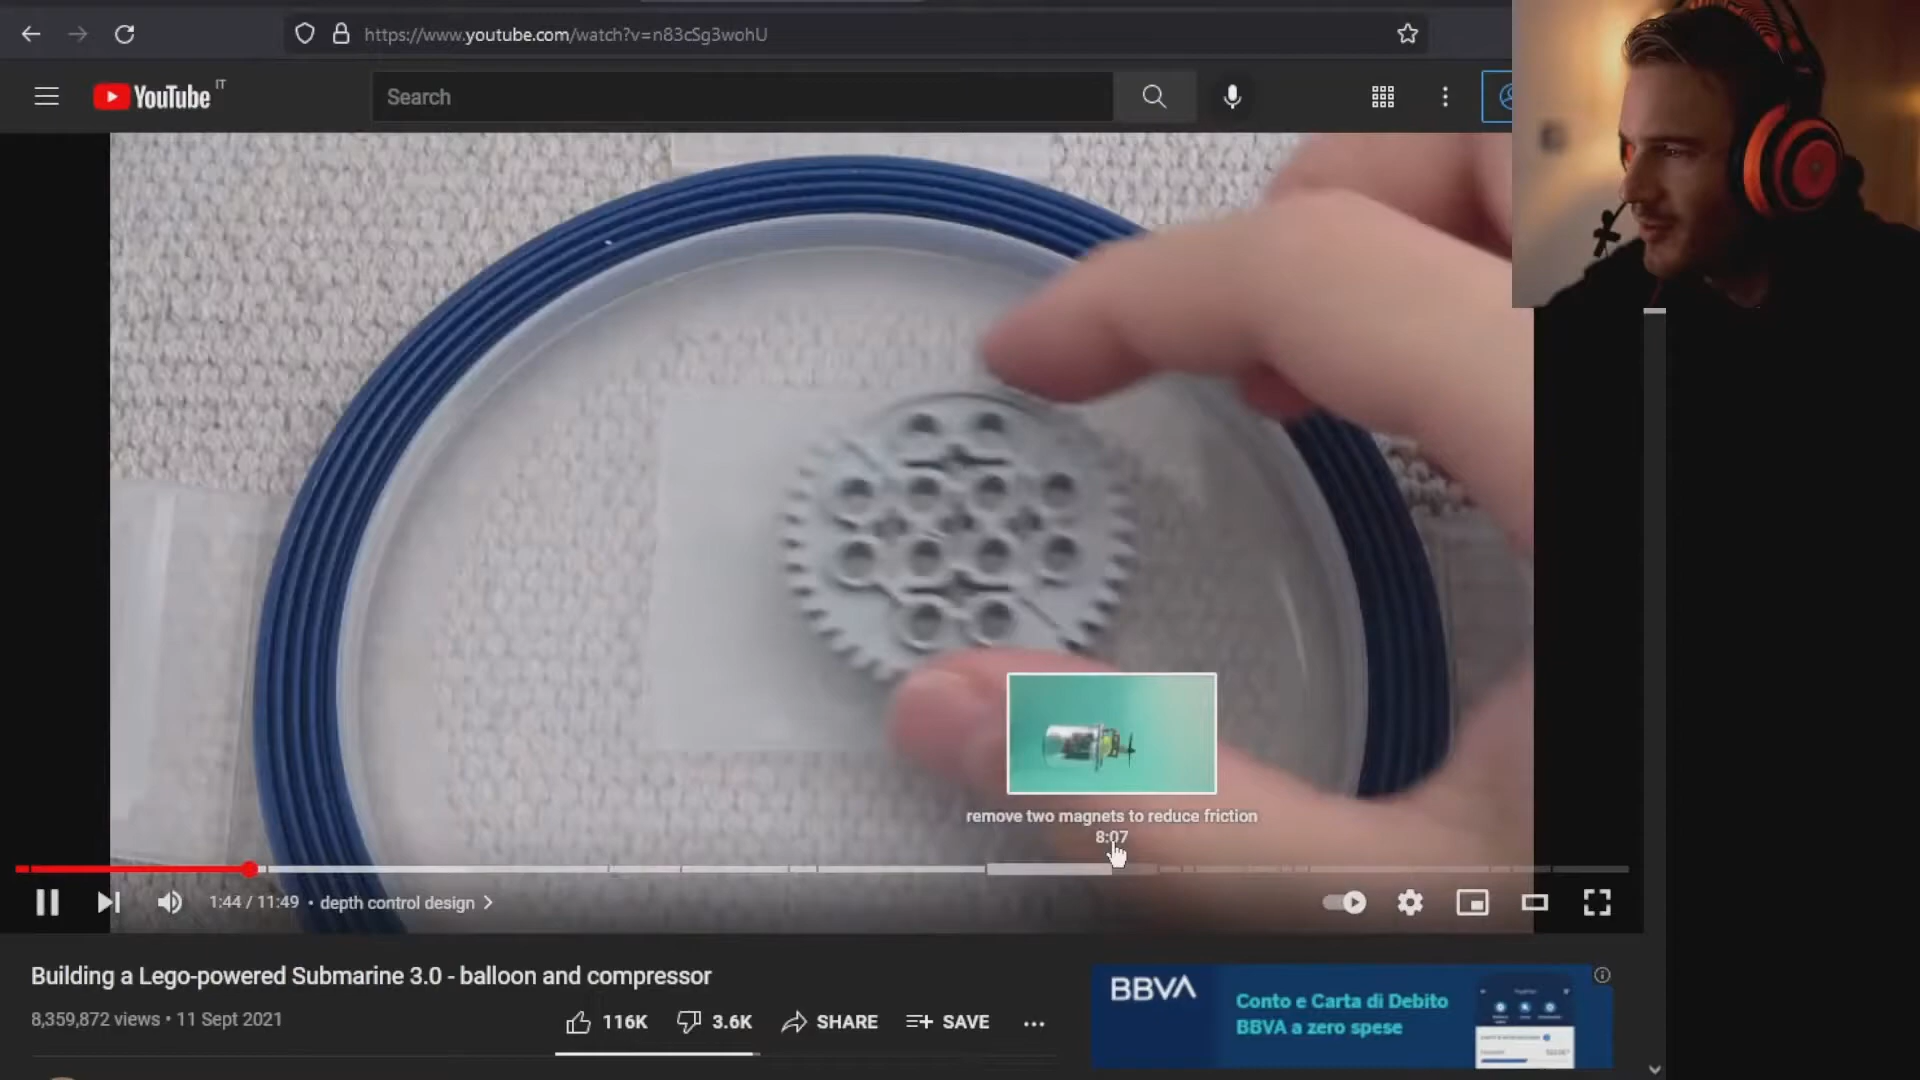 https://www.youtube.com/watch?v=n83cSg3wohU
YouTube IT
Search
remove two magnets to reduce friction
8:07
1:44 / 11:49 • depth control design
Building a Lego-powered Submarine 3.0 - balloon and compressor
8,359,872 views • 11 Sept 2021
116K
3.6K
SHARE
SAVE
BBVA
Conto e Carta di Debito
BBVA a zero spese